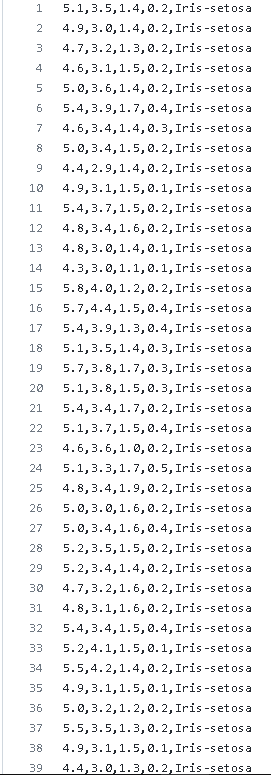 1 5.1,3.5,1.4,0.2,Iris-setosa
2 4.9,3.0,1.4,0.2,Iris-setosa
3 4.7,3.2,1.3,0.2,Iris-setosa
4 4.6,3.1,1.5,0.2,Iris-setosa
5 5.0,3.6,1.4,0.2,Iris-setosa
6 5.4,3.9,1.7,0.4,Iris-setosa
7 4.6,3.4,1.4,0.3,Iris-setosa
8 5.0,3.4,1.5,0.2,Iris-setosa
9 4.4,2.9,1.4,0.2,Iris-setosa
10 4.9,3.1,1.5,0.1,Iris-setosa
11 5.4,3.7,1.5,0.2,Iris-setosa
12 4.8,3.4,1.6,0.2,Iris-setosa
13 4.8,3.0,1.4,0.1,Iris-setosa
14 4.3,3.0,1.1,0.1,Iris-setosa
15 5.8,4.0,1.2,0.2,Iris-setosa
16 5.7,4.4,1.5,0.4,Iris-setosa
17 5.4,3.9,1.3,0.4,Iris-setosa
18 5.1,3.5,1.4,0.3,Iris-setosa
19 5.7,3.8,1.7,0.3,Iris-setosa
20 5.1,3.8,1.5,0.3,Iris-setosa
21 5.4,3.4,1.7,0.2,Iris-setosa
22 5.1,3.7,1.5,0.4,Iris-setosa
23 4.6,3.6,1.0,0.2,Iris-setosa
24 5.1,3.3,1.7,0.5,Iris-setosa
25 4.8,3.4,1.9,0.2,Iris-setosa
26 5.0,3.0,1.6,0.2,Iris-setosa
27 5.0,3.4,1.6,0.4,Iris-setosa
28 5.2,3.5,1.5,0.2,Iris-setosa
29 5.2,3.4,1.4,0.2,Iris-setosa
30 4.7,3.2,1.6,0.2,Iris-setosa
31 4.8,3.1,1.6,0.2,Iris-setosa
32 5.4,3.4,1.5,0.4,Iris-setosa
33 5.2,4.1,1.5,0.1,Iris-setosa
34 5.5,4.2,1.4,0.2,Iris-setosa
35 4.9,3.1,1.5,0.1,Iris-setosa
36 5.0,3.2,1.2,0.2,Iris-setosa
37 5.5,3.5,1.3,0.2,Iris-setosa
38 4.9,3.1,1.5,0.1,Iris-setosa
39 4.4,3.0,1.3,0.2,Iris-setosa